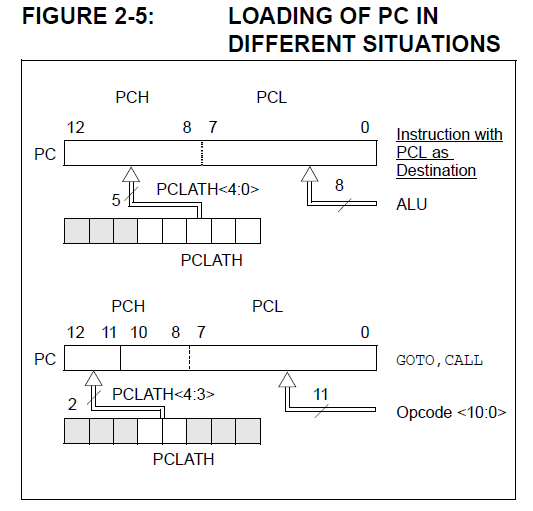 FIGURE 2-5: LOADING OF PC IN
DIFFERENT SITUATIONS
PCH PCL
12 8 7 0
PC
Instruction with
PCL as
Destination
PCLATH<4:0>
5
8
ALU
PCLATH
PCH PCL
12 11 10 8 7 0
PC
GOTO,CALL
PCLATH<4:3>
2
11
Opcode <10:0>
PCLATH